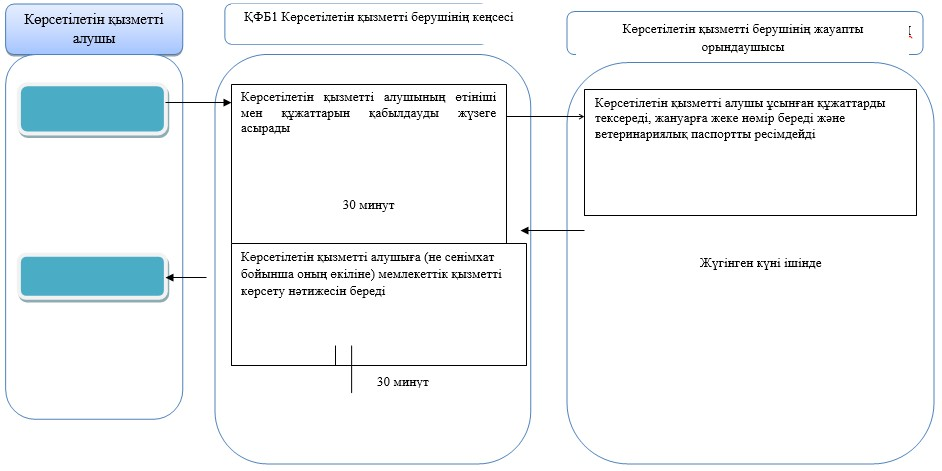 Көрсетілетін қызметті
алушы
ҚФБ1 Көрсетілетін қызметті берушінің кеңсесі
Көрсетілетін қызметті берушінің жауапты
орындаушысы
Көрсетілетін қызметті алушының өтініші
мен құжаттарын қабылдауды жүзеге
асырады
30 минут
Көрсетілетін қызметті алушы ұсынған құжаттарды
тексереді, жануарға жеке нөмір береді және
ветеринариялық паспортты ресімдейді
Көрсетілетін қызметті алушыға (не сенімхат
бойынша оның өкіліне) мемлекеттік қызметті
көрсету нәтижесін береді
30 минут
Жүгінген күні ішінде